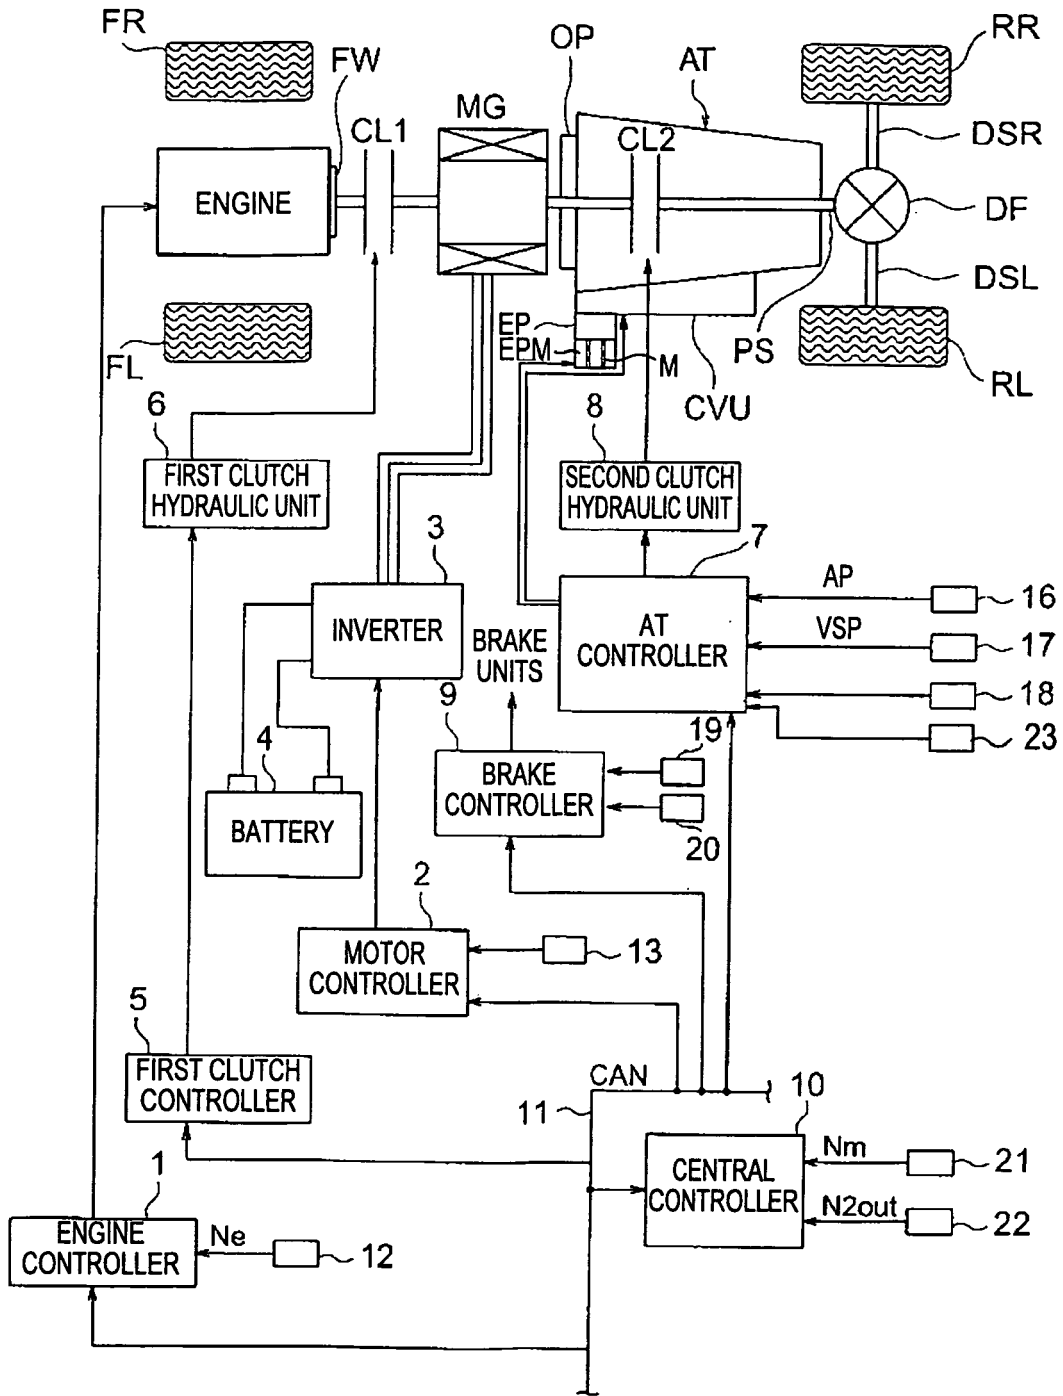 FR
FW
OP
AT
RR
MG
CL1
CL2
DSR
ENGINE
DF
DSL
FL
EP
EPM
M
PS
RL
CVU
6
8
FIRST CLUTCH
HYDRAULIC UNIT
SECOND CLUTCH
HYDRAULIC UNIT
3
7
INVERTER
AT
CONTROLLER
AP
16
VSP
17
18
23
BRAKE
UNITS
9
19
BRAKE
CONTROLLER
20
4
BATTERY
2
MOTOR
CONTROLLER
13
5
FIRST CLUTCH
CONTROLLER
CAN
11
10
CENTRAL
CONTROLLER
Nm
21
N2out
22
1
ENGINE
CONTROLLER
Ne
12